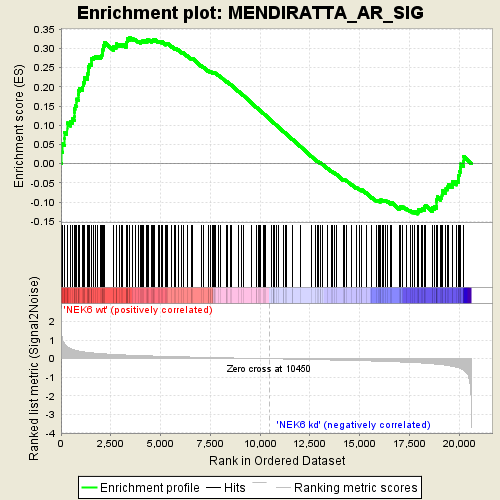 Enrichment plot: MENDIRATTA_AR_SIG
Enrichment score (ES)
0.35
0.30
0.25
0.20
0.15
0.10
0.05
0.00
-0.05
-0.10
-0.15
'NEK6 wt' (positively correlated)
Ranked list metric (Signal2Noise)
2
1
0
-1
-2
-3
-4
Zero cross at 10450
'NEK6 kd' (negatively correlated)
0 2,500 5,000 7,500 10,000 12,500 15,000 17,500 20,000
Rank in Ordered Dataset
Enrichment profile Hits Ranking metric scores